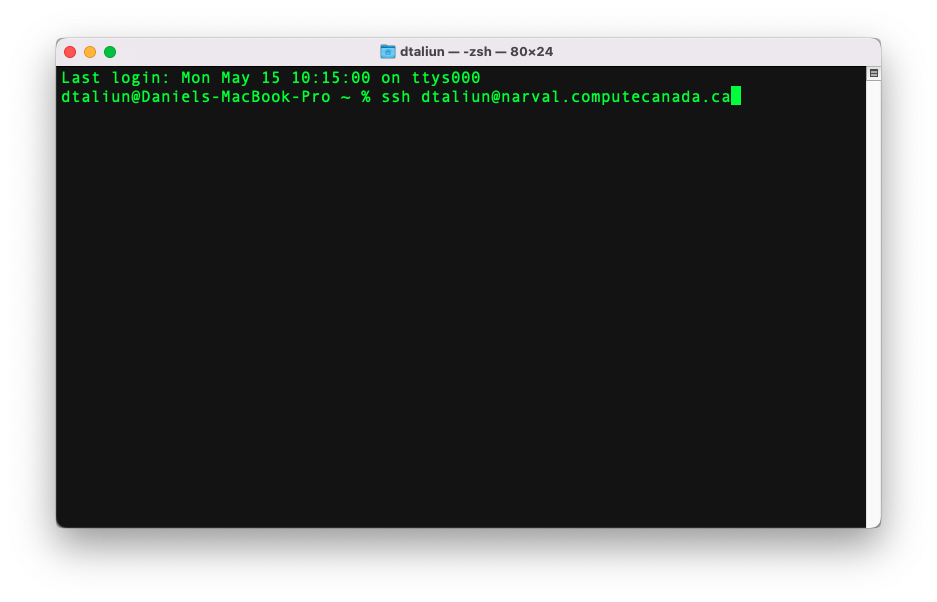 dtaliun — -zsh — 80×24
Last login: Mon May 15 10:15:00 on ttys000
dtaliun@Daniels-MacBook-Pro ~ % ssh dtaliun@narval.computecanada.ca